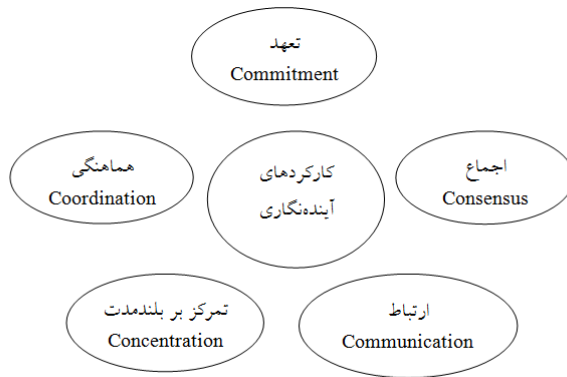 تعهد
Commitment
هماهنگی
Coordination
کارکردهای
آینده‌نگاری
اجماع
Consensus
تمرکز بر بلندمدت
Concentration
ارتباط
Communication